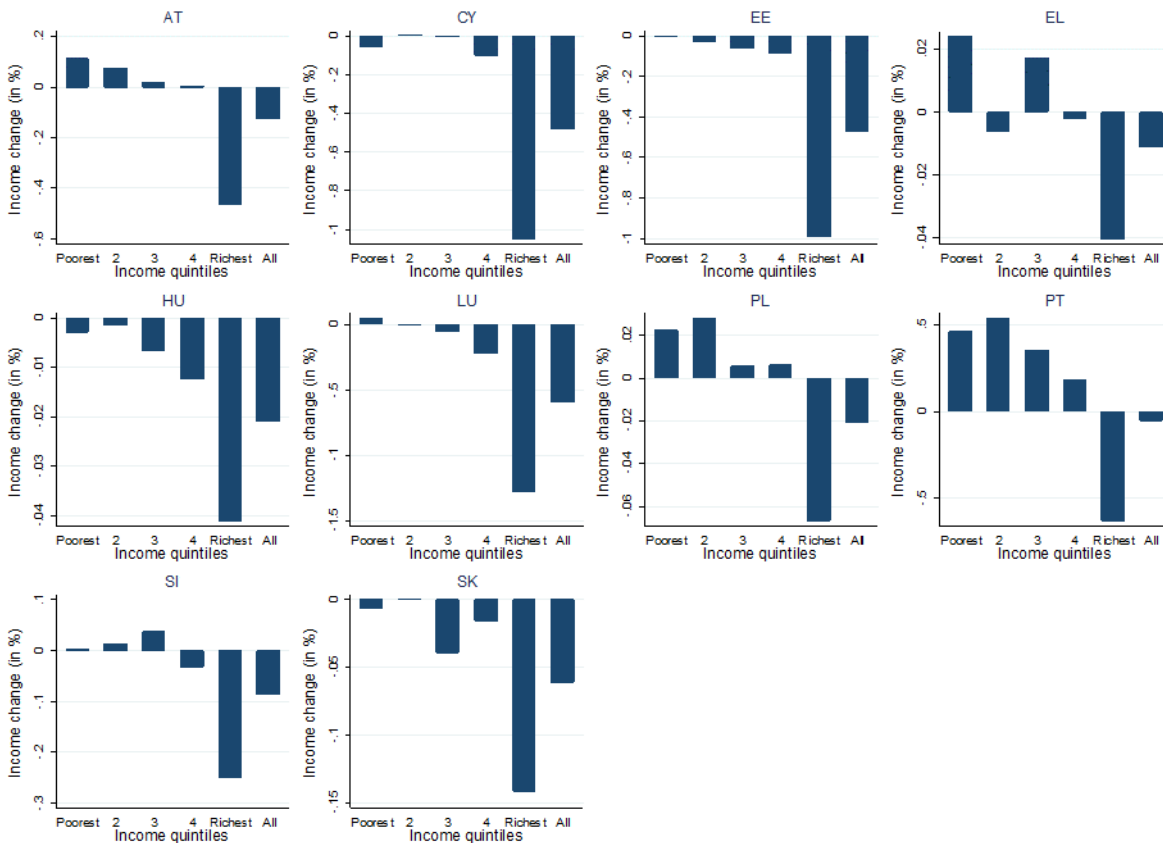 AT
Income change (in %)
.2
0
-.2
-.4
-.6
Poorest 2 3 4 Richest All
Income quintiles
CY
Income change (in %)
0
-.2
-.4
-.6
-.8
-1
Poorest 2 3 4 Richest All
Income quintiles
EE
Income change (in %)
0
-.2
-.4
-.6
-.8
-1
Poorest 2 3 4 Richest All
Income quintiles
EL
Income change (in %)
.02
0
-.02
-.04
Poorest 2 3 4 Richest All
Income quintiles
HU
Income change (in %)
0
-.01
-.02
-.03
-.04
Poorest 2 3 4 Richest All
Income quintiles
LU
Income change (in %)
0
-.5
-1
-1.5
Poorest 2 3 4 Richest All
Income quintiles
PL
Income change (in %)
.02
0
-.02
-.04
-.06
Poorest 2 3 4 Richest All
Income quintiles
PT
Income change (in %)
.5
0
-.5
Poorest 2 3 4 Richest All
Income quintiles
SI
Income change (in %)
.1
0
-.1
-.2
-.3
Poorest 2 3 4 Richest All
Income quintiles
SK
Income change (in %)
0
-.05
-.1
-.15
Poorest 2 3 4 Richest All
Income quintiles